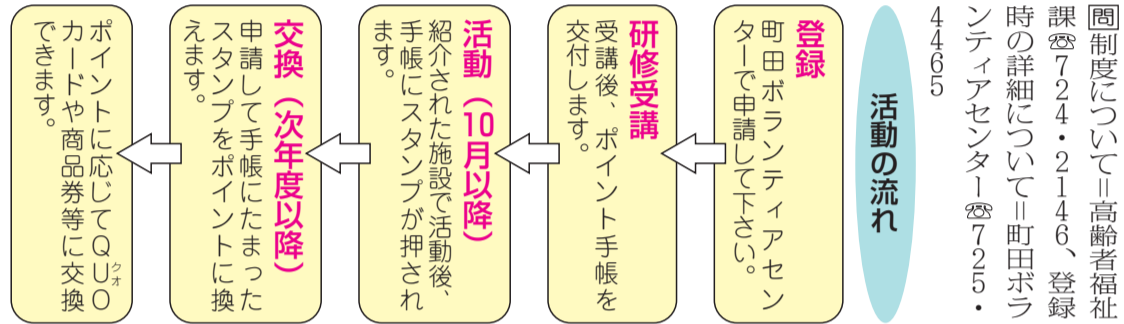 問制度について＝高齢者福祉
課☎724・2146、登録
時の詳細について＝町田ボラ
ンティアセンター☎725・
4465
活動の流れ
登録
町田ボランティアセン
ターで申請して下さい。
研修受講
受講後、ポイント手帳を
交付します。
活動（10月以降）
紹介された施設で活動後、
手帳にスタンプが押され
ます。
交換（次年度以降）
申請して手帳にたまった
スタンプをポイントに換
えます。
ポイントに応じてＱＵＯ
クオ
カードや商品券等に交換
できます。